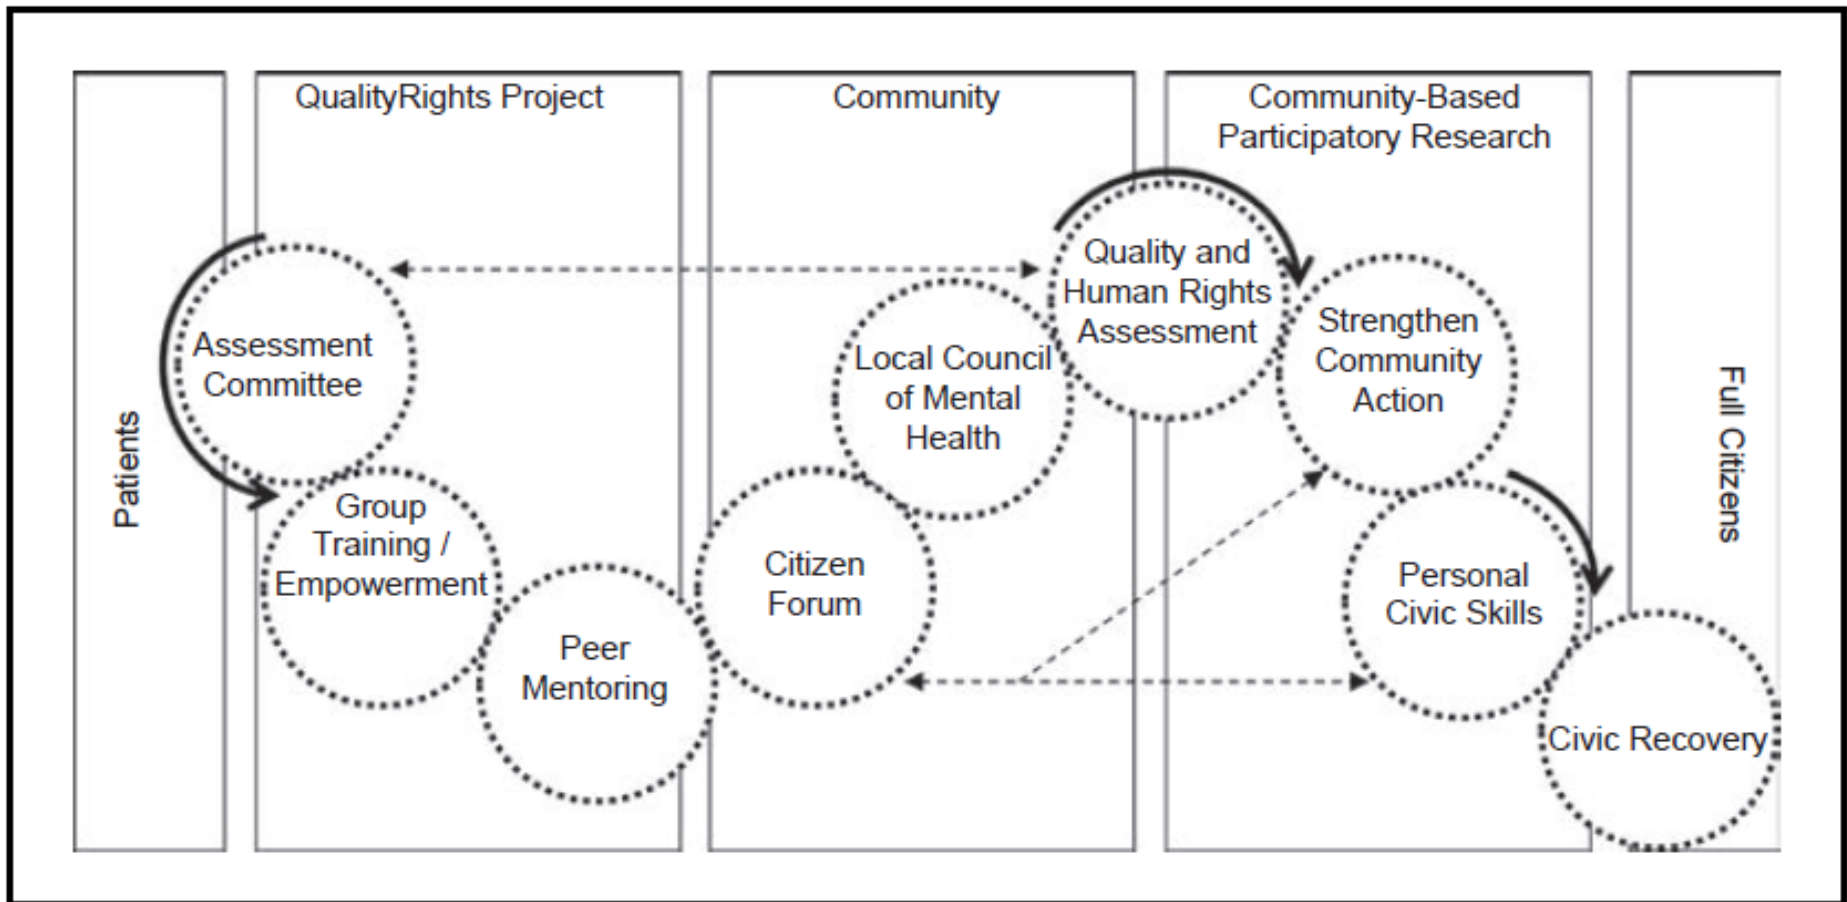 QualityRights Project
Community
Community-Based
Participatory Research
Patients
Assessment
Committee
Group
Training /
Empowerment
Peer
Mentoring
Citizen
Forum
Local Council
of Mental
Health
Quality and
Human Rights
Assessment
Strengthen
Community
Action
Personal
Civic Skills
Civic Recovery
Full Citizens